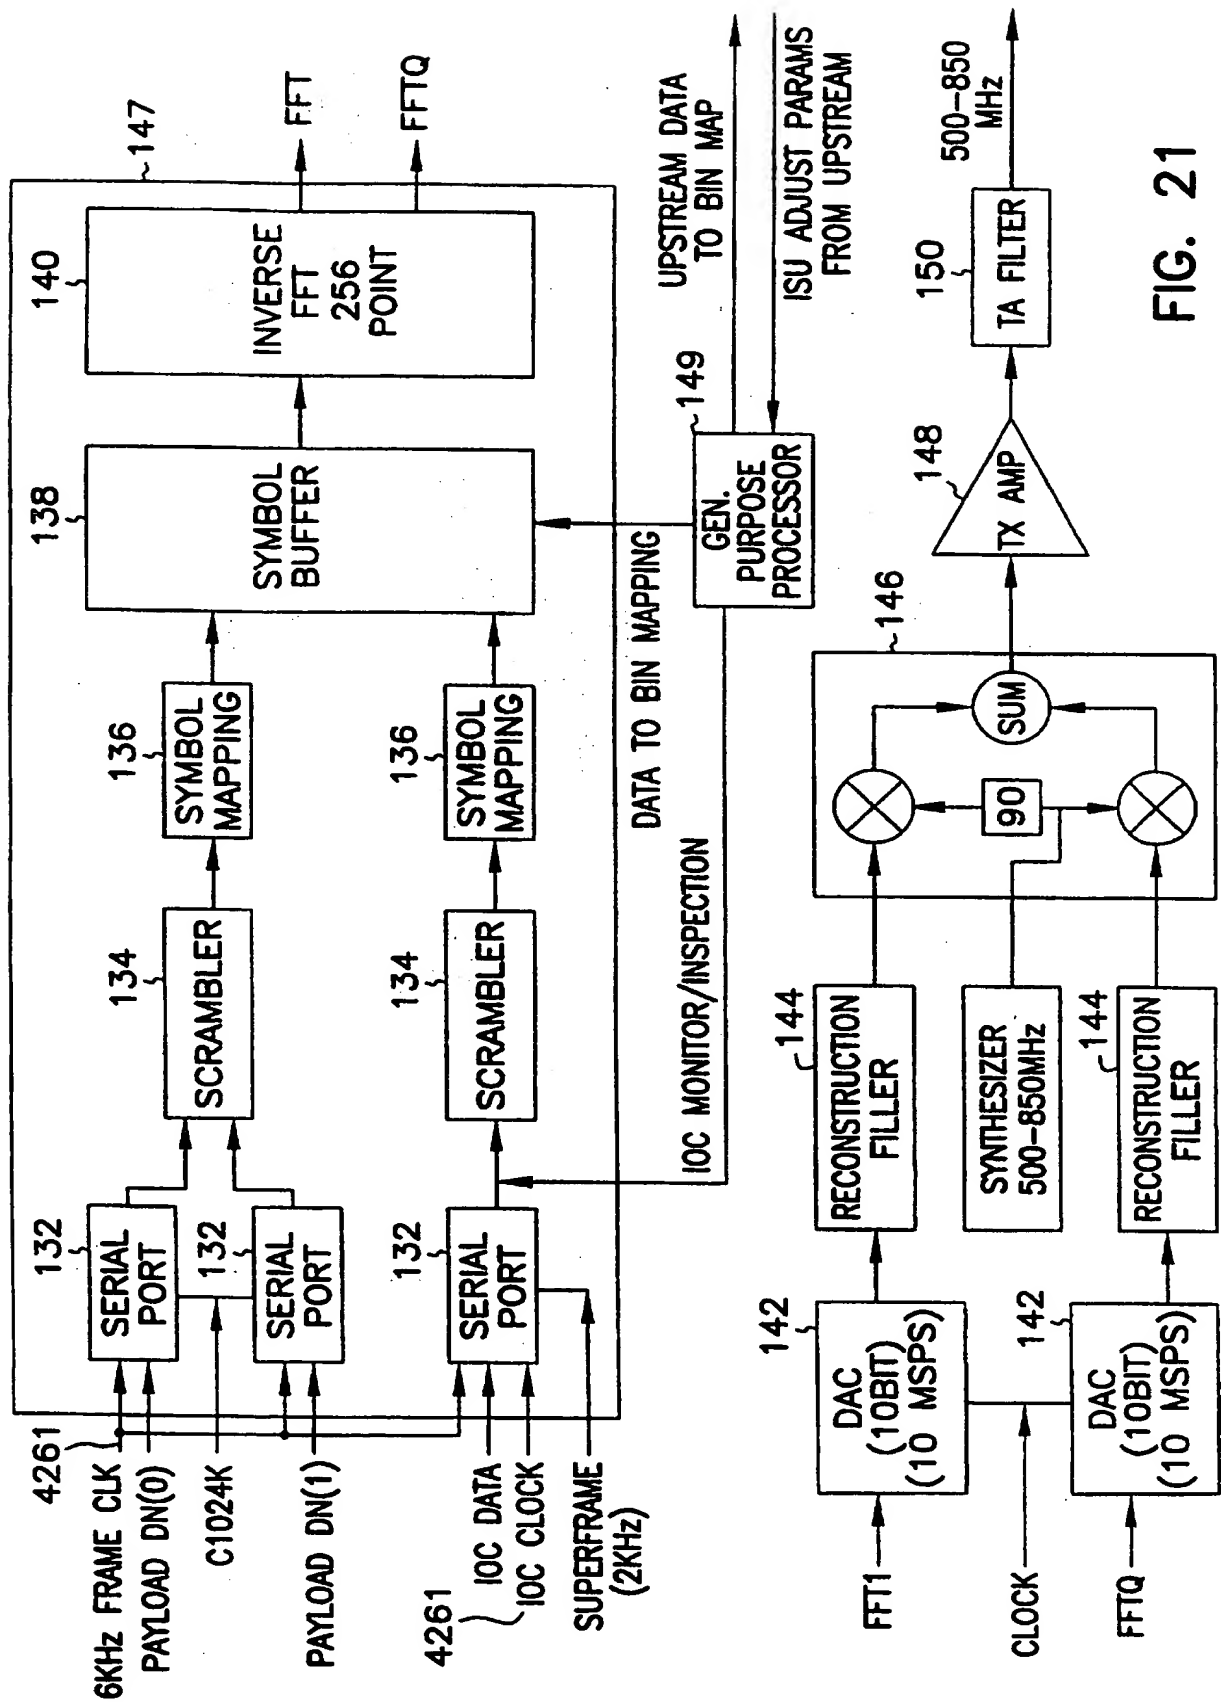 4261
6KHz FRAME CLK
PAYLOAD DN(0)
C1024K
PAYLOAD DN(1)
4261
IOC DATA
IOC CLOCK
SUPERFRAME
(2KHz)
132
SERIAL
PORT
132
SERIAL
PORT
132
SERIAL
PORT
134
SCRAMBLER
134
SCRAMBLER
136
SYMBOL
MAPPING
136
SYMBOL
MAPPING
138
SYMBOL
BUFFER
140
INVERSE
FFT
256
POINT
147
FFT
FFTQ
IOC MONITOR/INSPECTION
DATA TO BIN MAPPING
149
GEN.
PURPOSE
PROCESSOR
UPSTREAM DATA
TO BIN MAP
ISU ADJUST PARAMS
FROM UPSTREAM
FFT1
CLOCK
FFTQ
142
DAC
(10BIT)
(10 MSPS)
142
DAC
(10BIT)
(10 MSPS)
144
RECONSTRUCTION
FILLER
SYNTHESIZER
500-850MHz
144
RECONSTRUCTION
FILLER
146
90
SUM
148
TX AMP
150
TA FILTER
500-850
MHz
FIG. 21